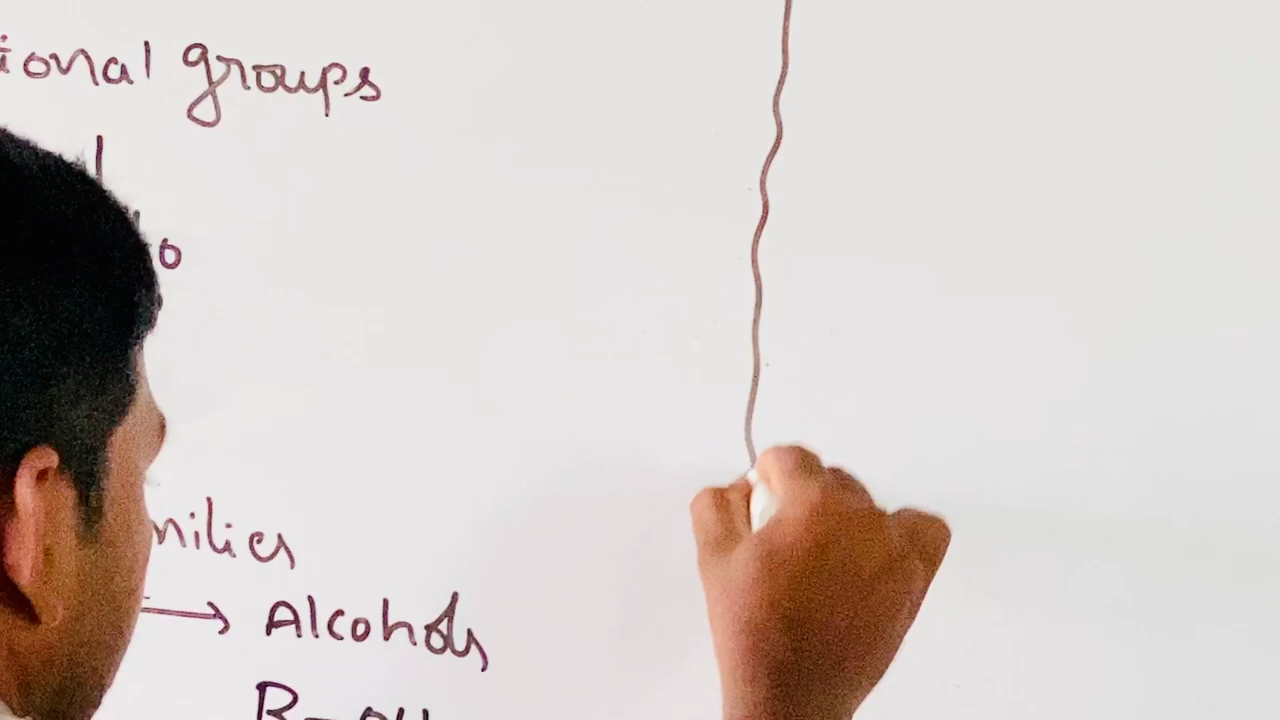 ional groups
o
milies
→ Alcohols
R-OH